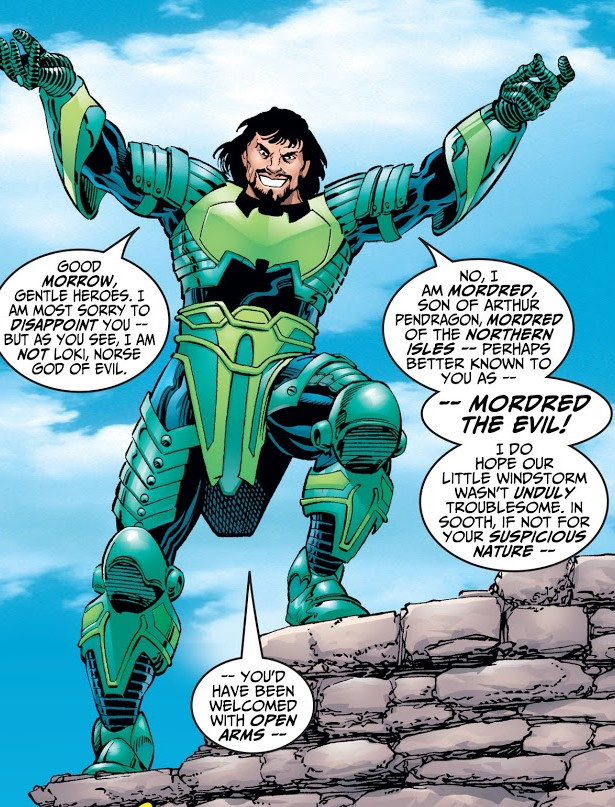 GOOD
MORROW,
GENTLE HEROES. I
AM MOST SORRY TO
DISAPPOINT YOU --
BUT AS YOU SEE, I AM
NOT LOKI, NORSE
GOD OF EVIL.
NO, I
AM MORDRED,
SON OF ARTHUR
PENDRAGON, MORDRED
OF THE NORTHERN
ISLES -- PERHAPS
BETTER KNOWN TO
YOU AS --
-- MORDRED
THE EVIL!
I DO
HOPE OUR
LITTLE WINDSTORM
WASN'T UNDULY
TROUBLESOME. IN
SOOTH, IF NOT FOR
YOUR SUSPICIOUS
NATURE --
-- YOU'D
HAVE BEEN
WELCOMED
WITH OPEN
ARMS --